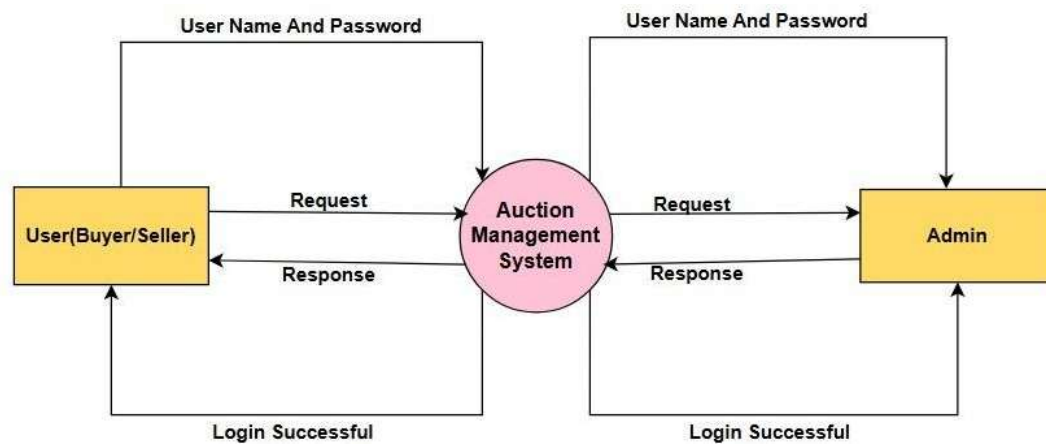 User Name And Password
User Name And Password
User(Buyer/Seller)
Request
Response
Auction
Management
System
Request
Response
Admin
Login Successful
Login Successful